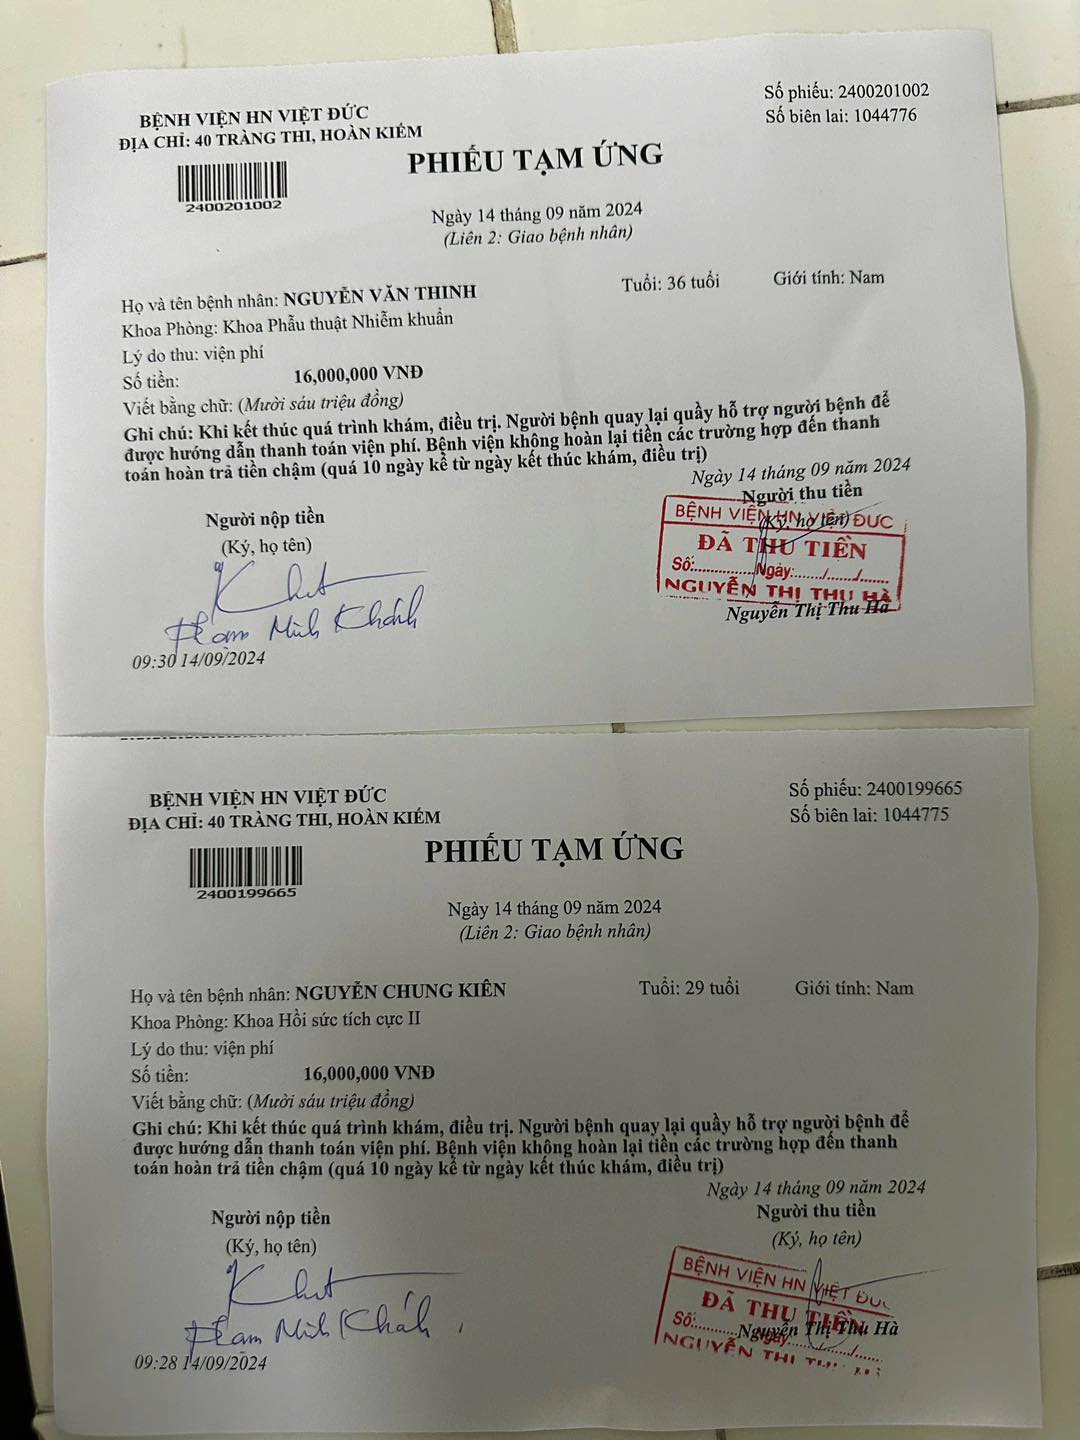 BỆNH VIỆN HN VIỆT ĐỨC
ĐỊA CHỈ: 40 TRÀNG THI, HOÀN KIẾM
Số phiếu: 2400201002
Số biên lai: 1044776
2400201002
PHIẾU TẠM ỨNG
Ngày 14 tháng 09 năm 2024
(Liên 2: Giao bệnh nhân)
Họ và tên bệnh nhân: NGUYỄN VĂN THINH Tuổi: 36 tuổi Giới tính: Nam
Khoa Phòng: Khoa Phẫu thuật Nhiễm khuẩn
Lý do thu: viện phí
Số tiền: 16,000,000 VNĐ
Viết bằng chữ: (Mười sáu triệu đồng)
Ghi chú: Khi kết thúc quá trình khám, điều trị. Người bệnh quay lại quầy hỗ trợ người bệnh để
được hướng dẫn thanh toán viện phí. Bệnh viện không hoàn lại tiền các trường hợp đến thanh
toán hoàn trả tiền chậm (quá 10 ngày kể từ ngày kết thúc khám, điều trị)
Ngày 14 tháng 09 năm 2024
Người nộp tiền
(Ký, họ tên)
Người thu tiền
(Ký, họ tên)
BỆNH VIỆN HN VIỆT ĐỨC
ĐÃ THU TIỀN
Số:............Ngày:....../....../......
NGUYỄN THỊ THU HÀ
Nguyễn Thị Thu Hà
Phạm Minh Khánh
09:30 14/09/2024
BỆNH VIỆN HN VIỆT ĐỨC
ĐỊA CHỈ: 40 TRÀNG THI, HOÀN KIẾM
Số phiếu: 2400199665
Số biên lai: 1044775
2400199665
PHIẾU TẠM ỨNG
Ngày 14 tháng 09 năm 2024
(Liên 2: Giao bệnh nhân)
Họ và tên bệnh nhân: NGUYỄN CHUNG KIÊN Tuổi: 29 tuổi Giới tính: Nam
Khoa Phòng: Khoa Hồi sức tích cực II
Lý do thu: viện phí
Số tiền: 16,000,000 VNĐ
Viết bằng chữ: (Mười sáu triệu đồng)
Ghi chú: Khi kết thúc quá trình khám, điều trị. Người bệnh quay lại quầy hỗ trợ người bệnh để
được hướng dẫn thanh toán viện phí. Bệnh viện không hoàn lại tiền các trường hợp đến thanh
toán hoàn trả tiền chậm (quá 10 ngày kể từ ngày kết thúc khám, điều trị)
Ngày 14 tháng 09 năm 2024
Người nộp tiền
(Ký, họ tên)
Người thu tiền
(Ký, họ tên)
BỆNH VIỆN HN VIỆT ĐỨC
ĐÃ THU TIỀN
Số:............Ngày:....../....../......
Nguyễn Thị Thu Hà
NGUYỄN THỊ THU HÀ
Phạm Minh Khánh
09:28 14/09/2024